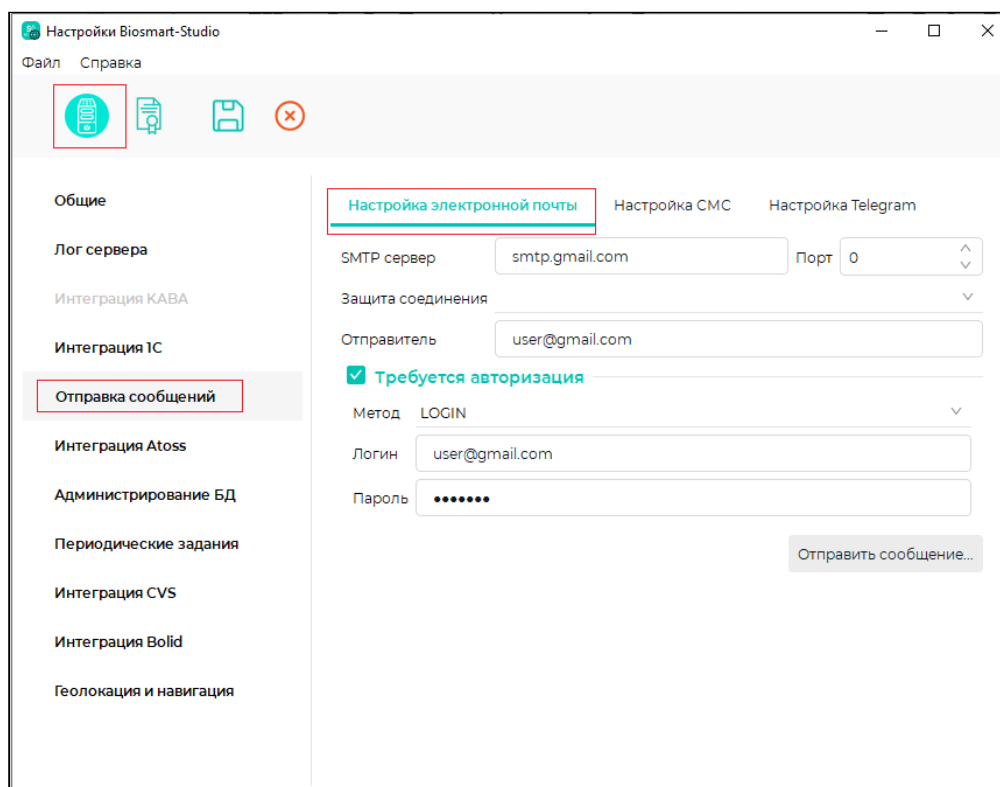 Настройки Biosmart-Studio
Файл Справка
Общие
Лог сервера
Интеграция KABA
Интеграция 1С
Отправка сообщений
Интеграция Atoss
Администрирование БД
Периодические задания
Интеграция CVS
Интеграция Bolid
Геолокация и навигация
Настройка электронной почты Настройка СМС Настройка Telegram
SMTP сервер smtp.gmail.com Порт 0
Защита соединения
Отправитель user@gmail.com
Требуется авторизация
Метод LOGIN
Логин user@gmail.com
Пароль •••••••
Отправить сообщение...